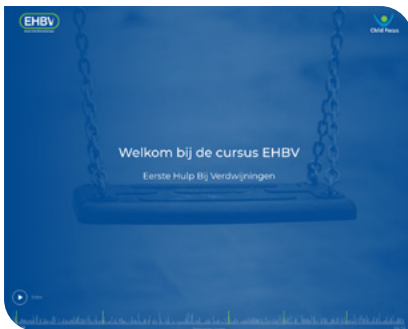 EHBV
Child Focus
Welkom bij de cursus EHBV
Eerste Hulp Bij Verdwijningen